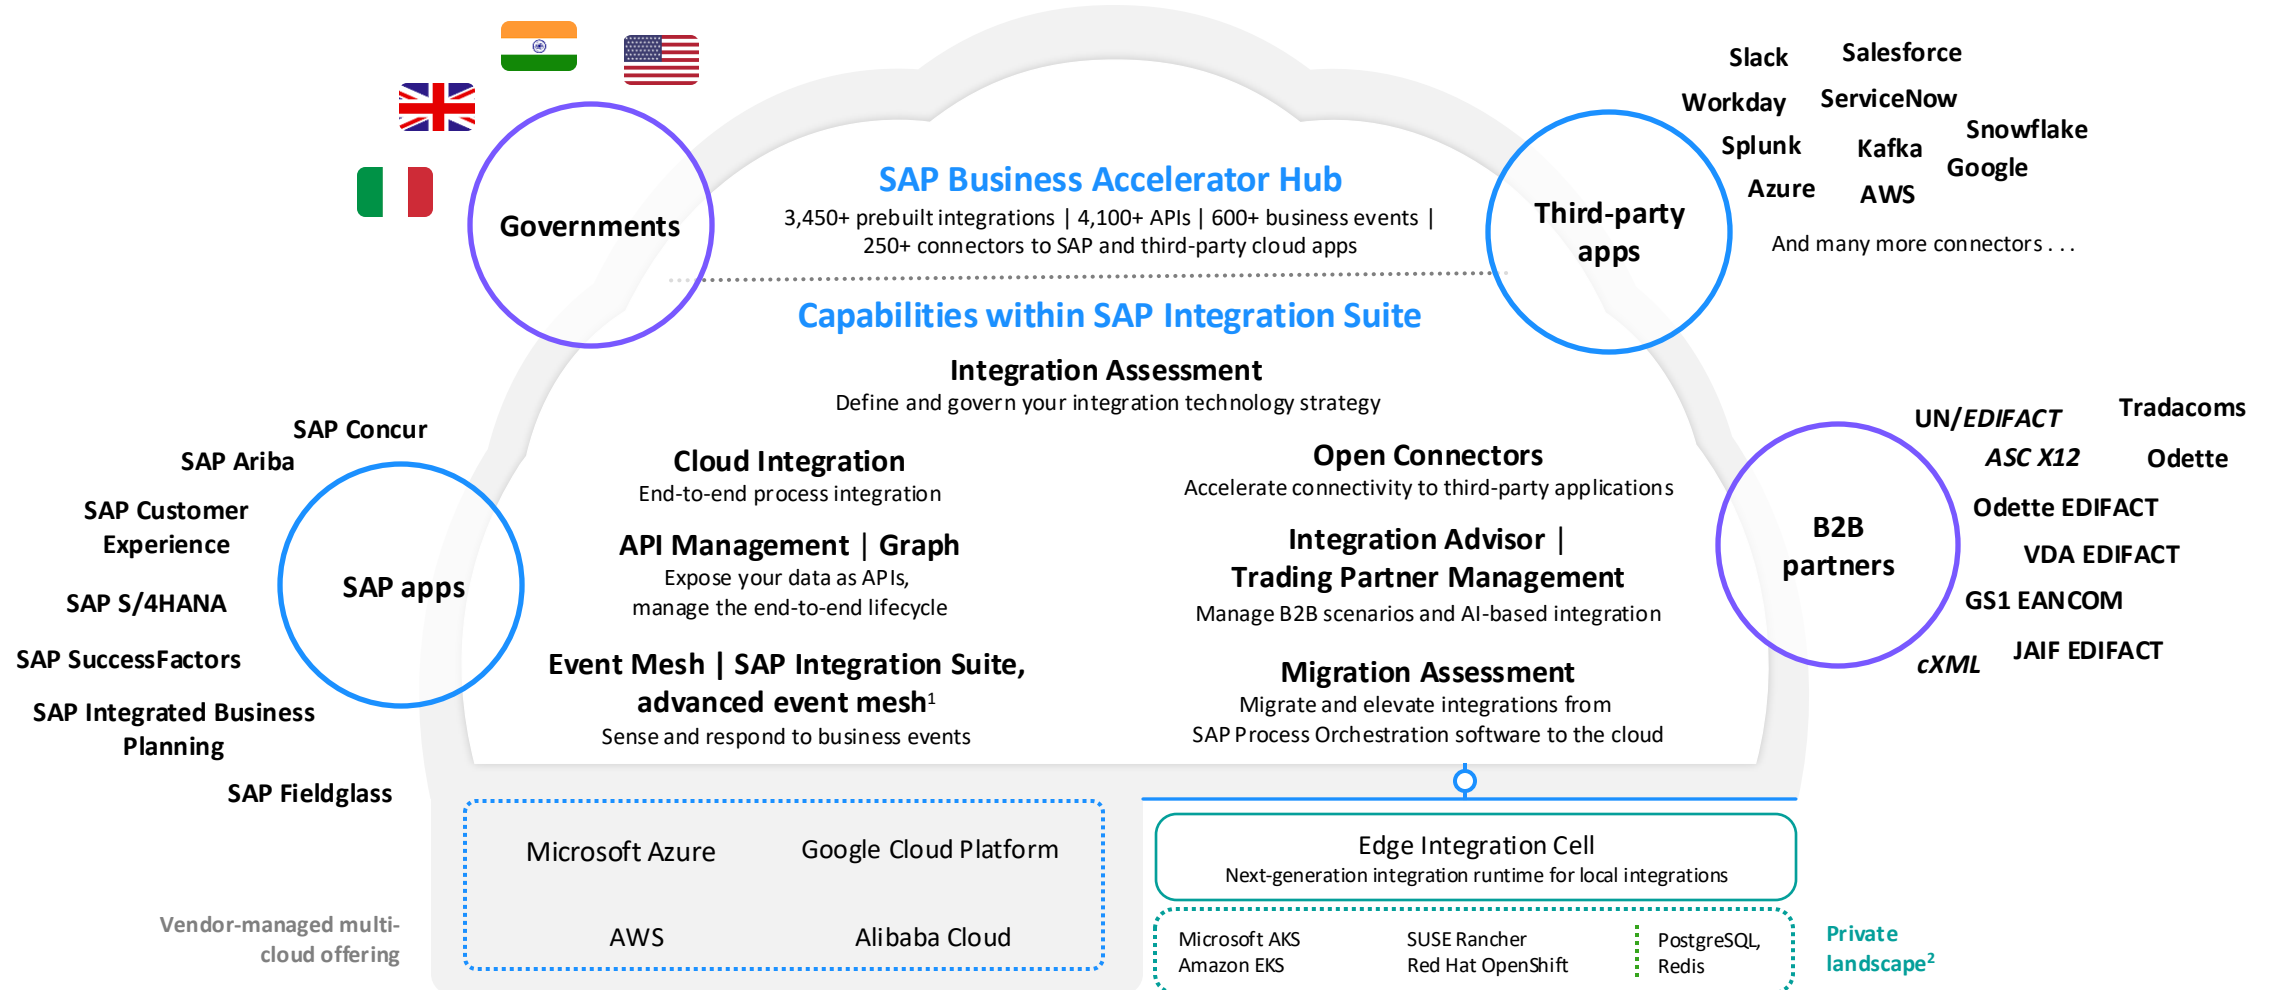 Governments
SAP Business Accelerator Hub
3,450+ prebuilt integrations | 4,100+ APIs | 600+ business events |
250+ connectors to SAP and third-party cloud apps
Third-party
apps
Slack
Salesforce
Workday
ServiceNow
Snowflake
Splunk
Kafka
Google
Azure
AWS
And many more connectors . . .
Capabilities within SAP Integration Suite
Integration Assessment
Define and govern your integration technology strategy
SAP Concur
SAP Ariba
SAP Customer
Experience
SAP S/4HANA
SAP SuccessFactors
SAP Integrated Business
Planning
SAP Fieldglass
SAP apps
Cloud Integration
End-to-end process integration
API Management | Graph
Expose your data as APIs,
manage the end-to-end lifecycle
Event Mesh | SAP Integration Suite,
advanced event mesh¹
Sense and respond to business events
Open Connectors
Accelerate connectivity to third-party applications
Integration Advisor |
Trading Partner Management
Manage B2B scenarios and AI-based integration
Migration Assessment
Migrate and elevate integrations from
SAP Process Orchestration software to the cloud
B2B
partners
UN/EDIFACT
Tradacoms
ASC X12
Odette
Odette EDIFACT
VDA EDIFACT
GS1 EANCOM
JAIF EDIFACT
cXML
Vendor-managed multi-
cloud offering
Microsoft Azure
Google Cloud Platform
AWS
Alibaba Cloud
Edge Integration Cell
Next-generation integration runtime for local integrations
Microsoft AKS
Amazon EKS
SUSE Rancher
Red Hat OpenShift
PostgreSQL,
Redis
Private
landscape²